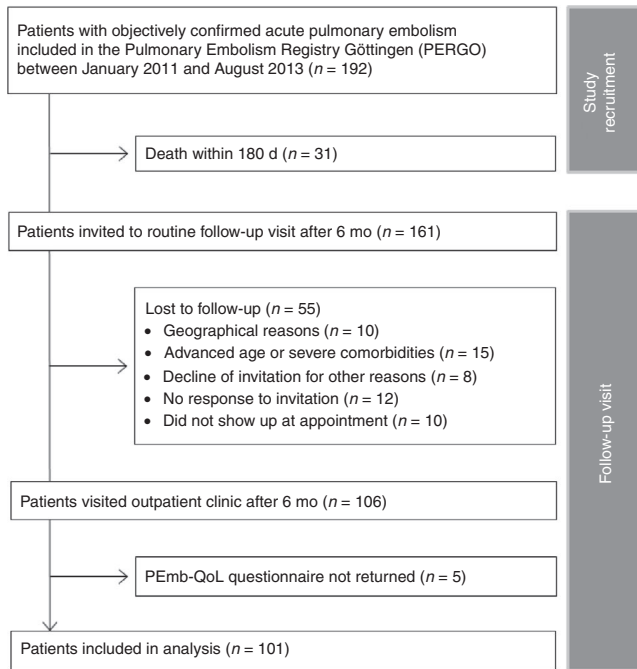 Patients with objectively confirmed acute pulmonary embolism
included in the Pulmonary Embolism Registry Göttingen (PERGO)
between January 2011 and August 2013 (n = 192)
Study
recruitment
Death within 180 d (n = 31)
Patients invited to routine follow-up visit after 6 mo (n = 161)
Lost to follow-up (n = 55)
• Geographical reasons (n = 10)
• Advanced age or severe comorbidities (n = 15)
• Decline of invitation for other reasons (n = 8)
• No response to invitation (n = 12)
• Did not show up at appointment (n = 10)
Follow-up visit
Patients visited outpatient clinic after 6 mo (n = 106)
PEmb-QoL questionnaire not returned (n = 5)
Patients included in analysis (n = 101)